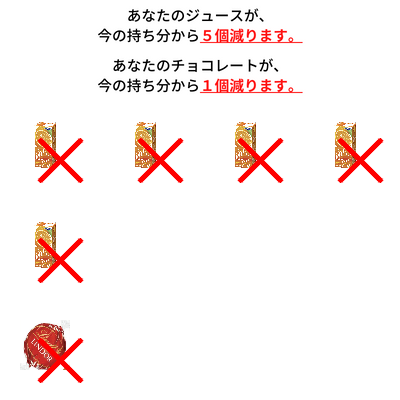 あなたのジュースが、
今の持ち分から５個減ります。
あなたのチョコレートが、
今の持ち分から１個減ります。
LINDOR